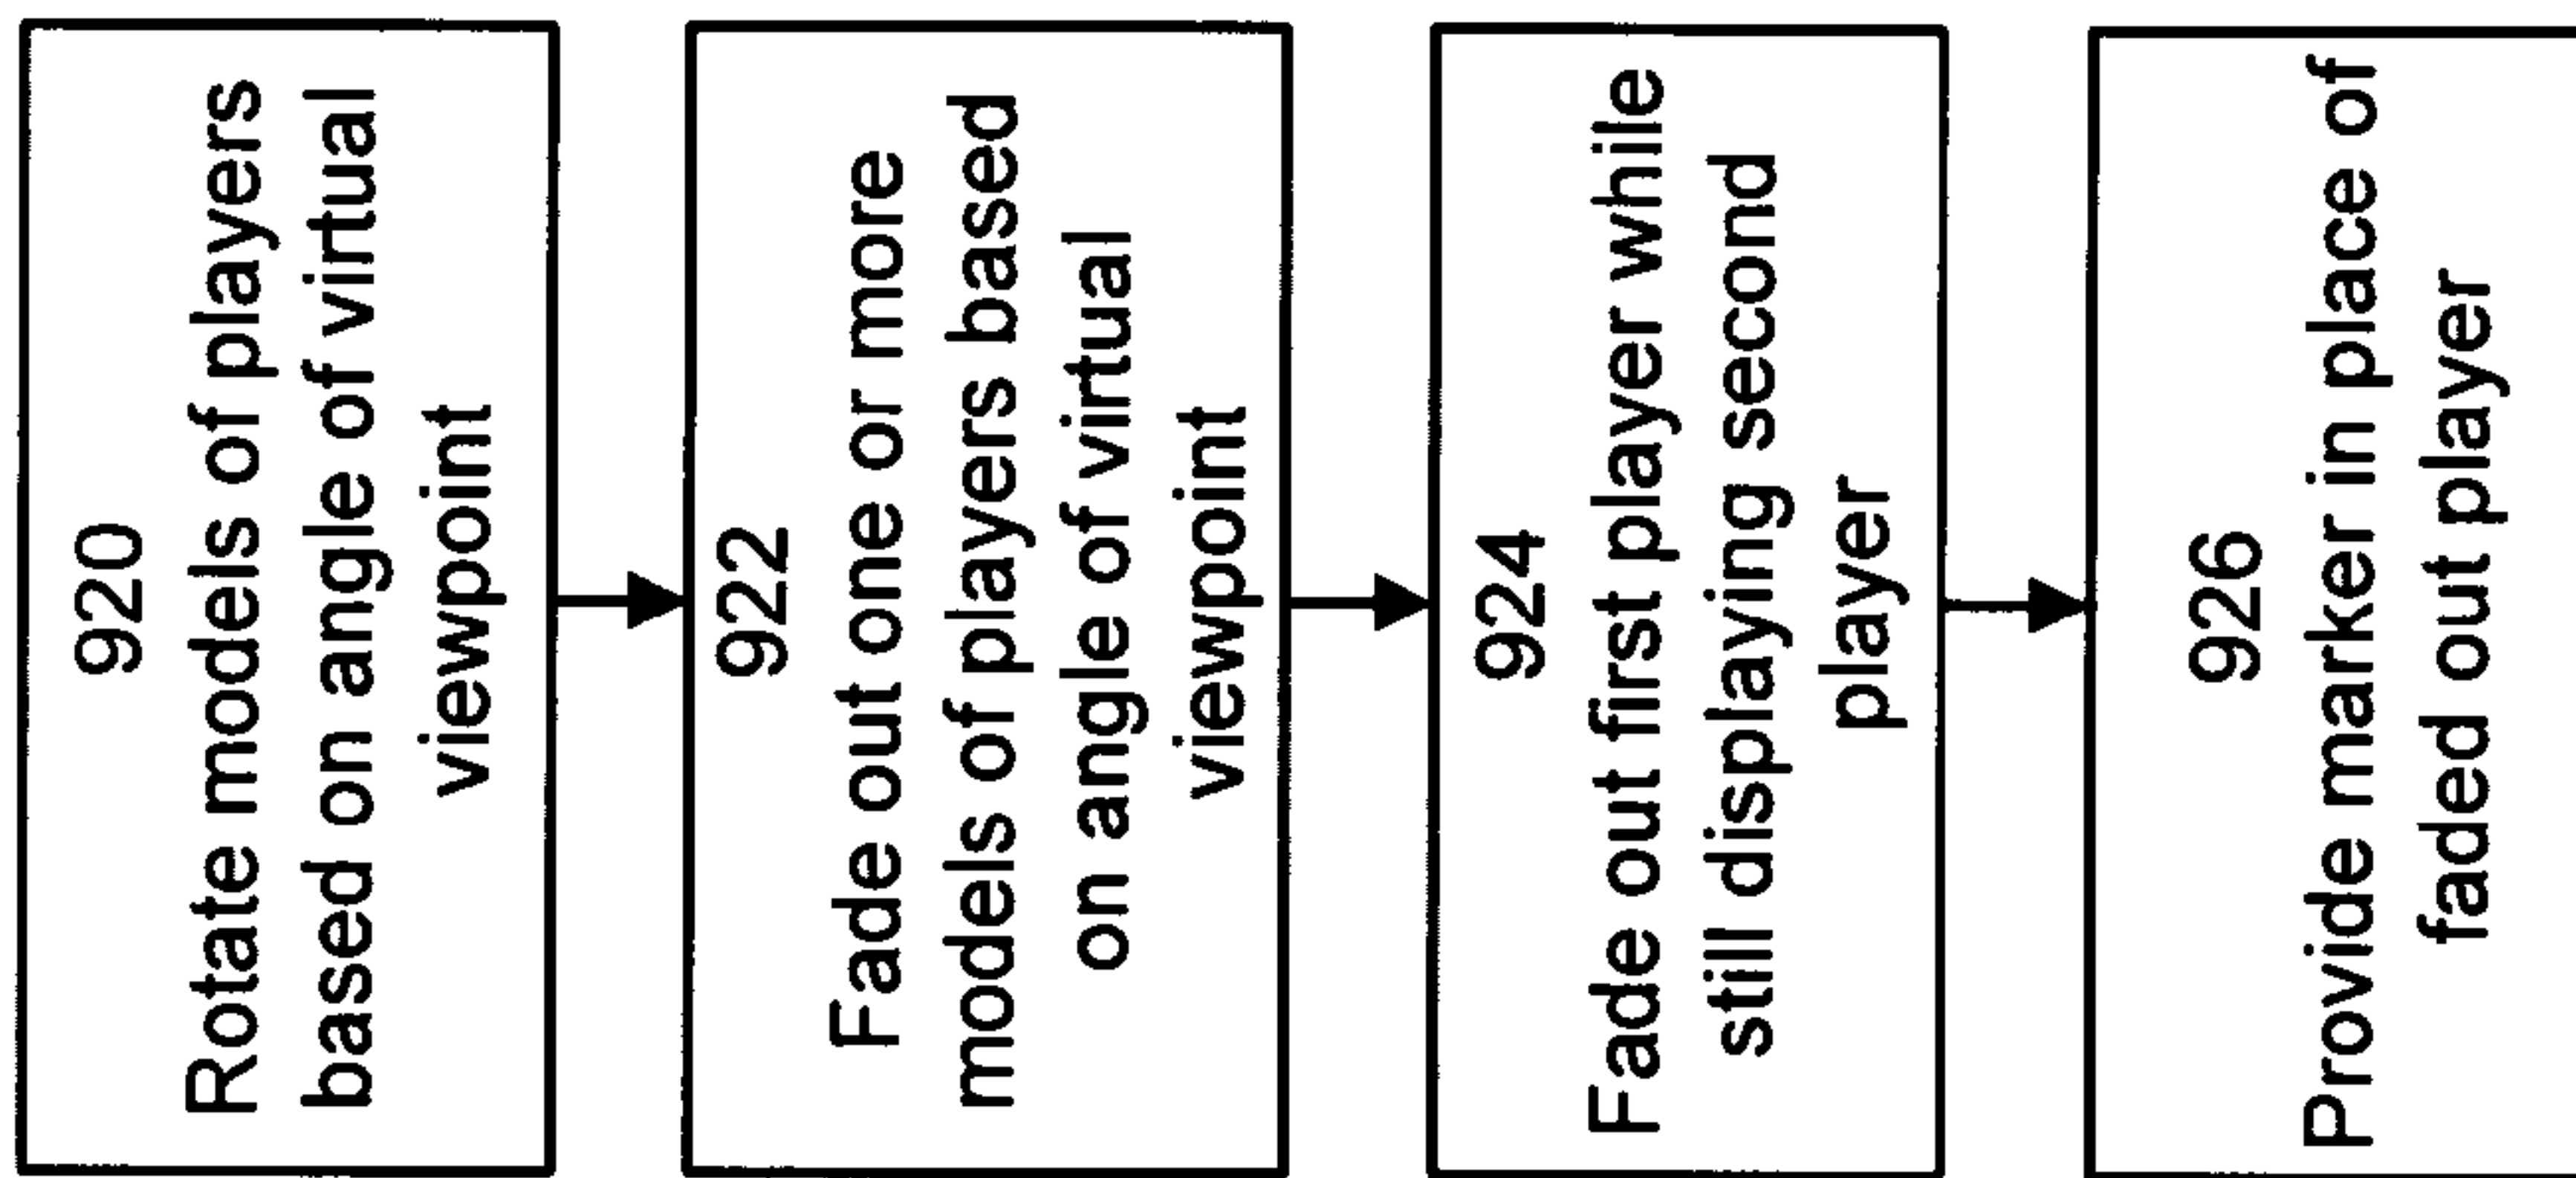 920
Rotate models of players
based on angle of virtual
viewpoint
922
Fade out one or more
models of players based
on angle of virtual
viewpoint
924
Fade out first player while
still displaying second
player
926
Provide marker in place of
faded out player